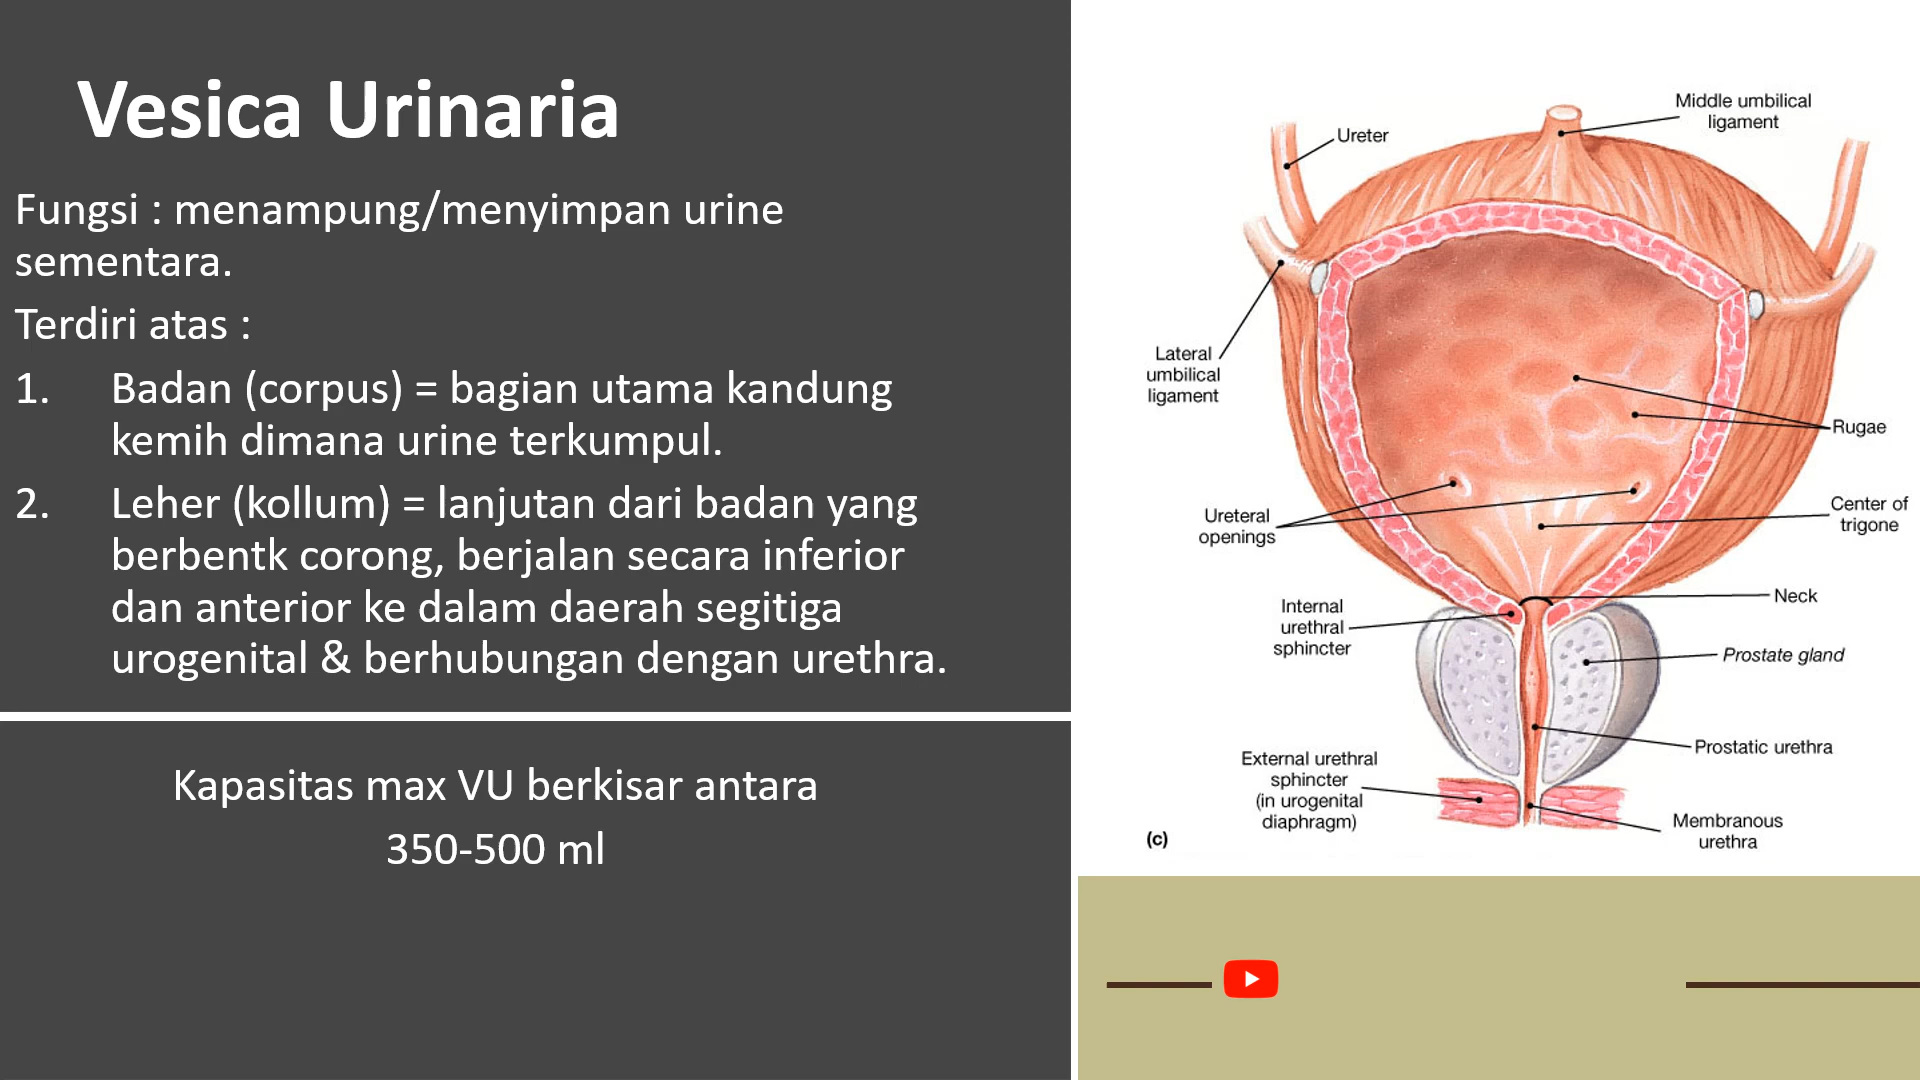 Vesica Urinaria
Fungsi : menampung/menyimpan urine
sementara.
Terdiri atas :
1. Badan (corpus) = bagian utama kandung
kemih dimana urine terkumpul.
2. Leher (kollum) = lanjutan dari badan yang
berbentk corong, berjalan secara inferior
dan anterior ke dalam daerah segitiga
urogenital & berhubungan dengan urethra.
Kapasitas max VU berkisar antara
350-500 ml
Middle umbilical
ligament
Ureter
Lateral
umbilical
ligament
Rugae
Ureteral
openings
Center of
trigone
Neck
Internal
urethral
sphincter
Prostate gland
Prostatic urethra
External urethral
sphincter
(in urogenital
diaphragm)
Membranous
urethra
(c)